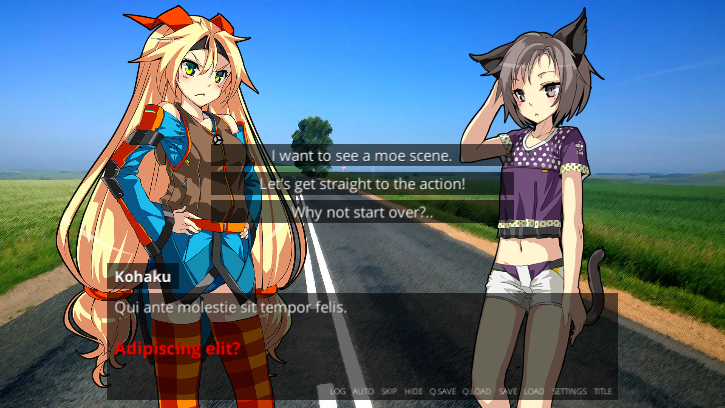 I want to see a moe scene.
Let's get straight to the action!
Why not start over?..
Kohaku
Qui ante molestie sit tempor felis.
Adipiscing elit?
LOG AUTO SKIP HIDE Q.SAVE Q.LOAD SAVE LOAD SETTINGS TITLE